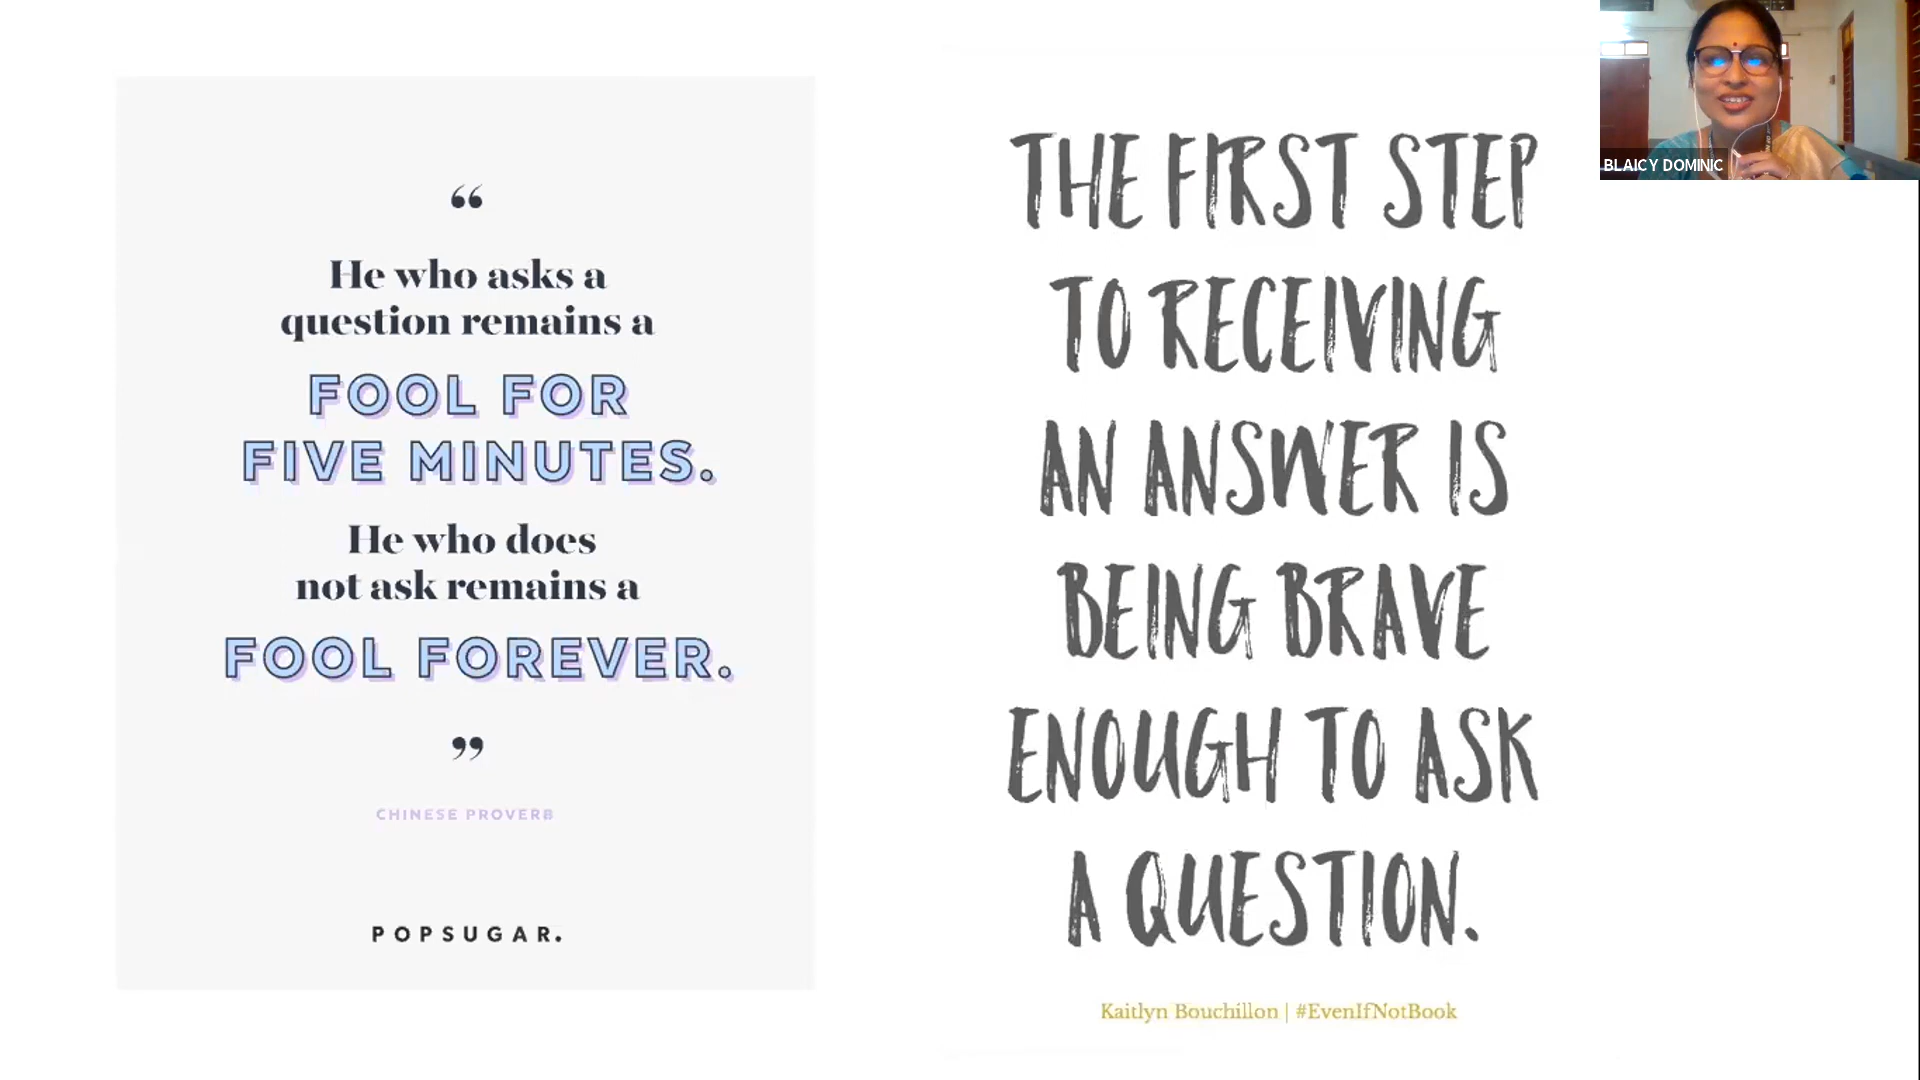 “
He who asks a
question remains a
FOOL FOR
FIVE MINUTES.
He who does
not ask remains a
FOOL FOREVER.
”
CHINESE PROVERB
POPSUGAR.
THE FIRST STEP
TO RECEIVING
AN ANSWER IS
BEING BRAVE
ENOUGH TO ASK
A QUESTION.
Kaitlyn Bouchillon | #EvenIfNotBook
BLAICY DOMINIC